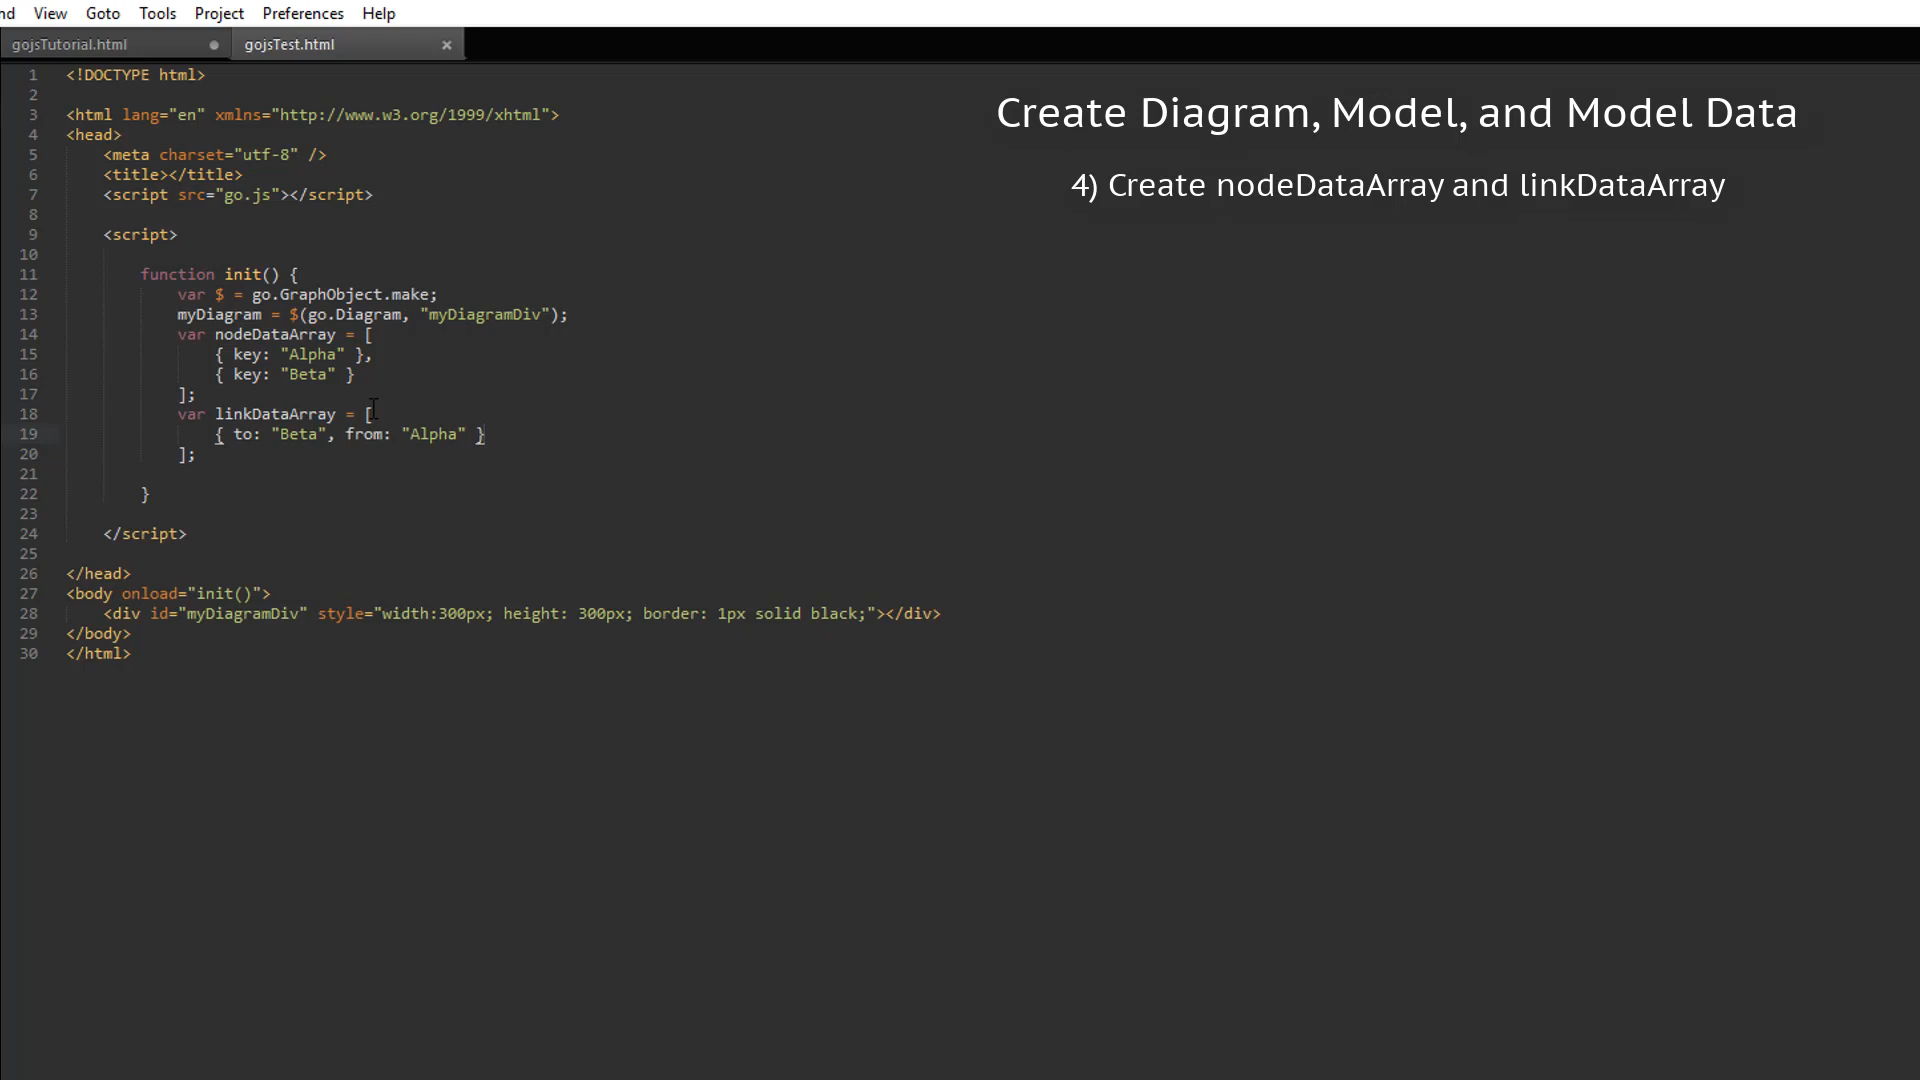 nd View Goto Tools Project Preferences Help
gojsTutorial.html gojsTest.html ×
Create Diagram, Model, and Model Data
4) Create nodeDataArray and linkDataArray
1 <!DOCTYPE html>
2
3 <html lang="en" xmlns="http://www.w3.org/1999/xhtml">
4 <head>
5 <meta charset="utf-8" />
6 <title></title>
7 <script src="go.js"></script>
8
9 <script>
10
11 function init() {
12 var $ = go.GraphObject.make;
13 myDiagram = $(go.Diagram, "myDiagramDiv");
14 var nodeDataArray = [
15 { key: "Alpha" },
16 { key: "Beta" }
17 ];
18 var linkDataArray = [
19 { to: "Beta", from: "Alpha" }
20 ];
21
22 }
23
24 </script>
25
26 </head>
27 <body onload="init()">
28 <div id="myDiagramDiv" style="width:300px; height: 300px; border: 1px solid black;"></div>
29 </body>
30 </html>